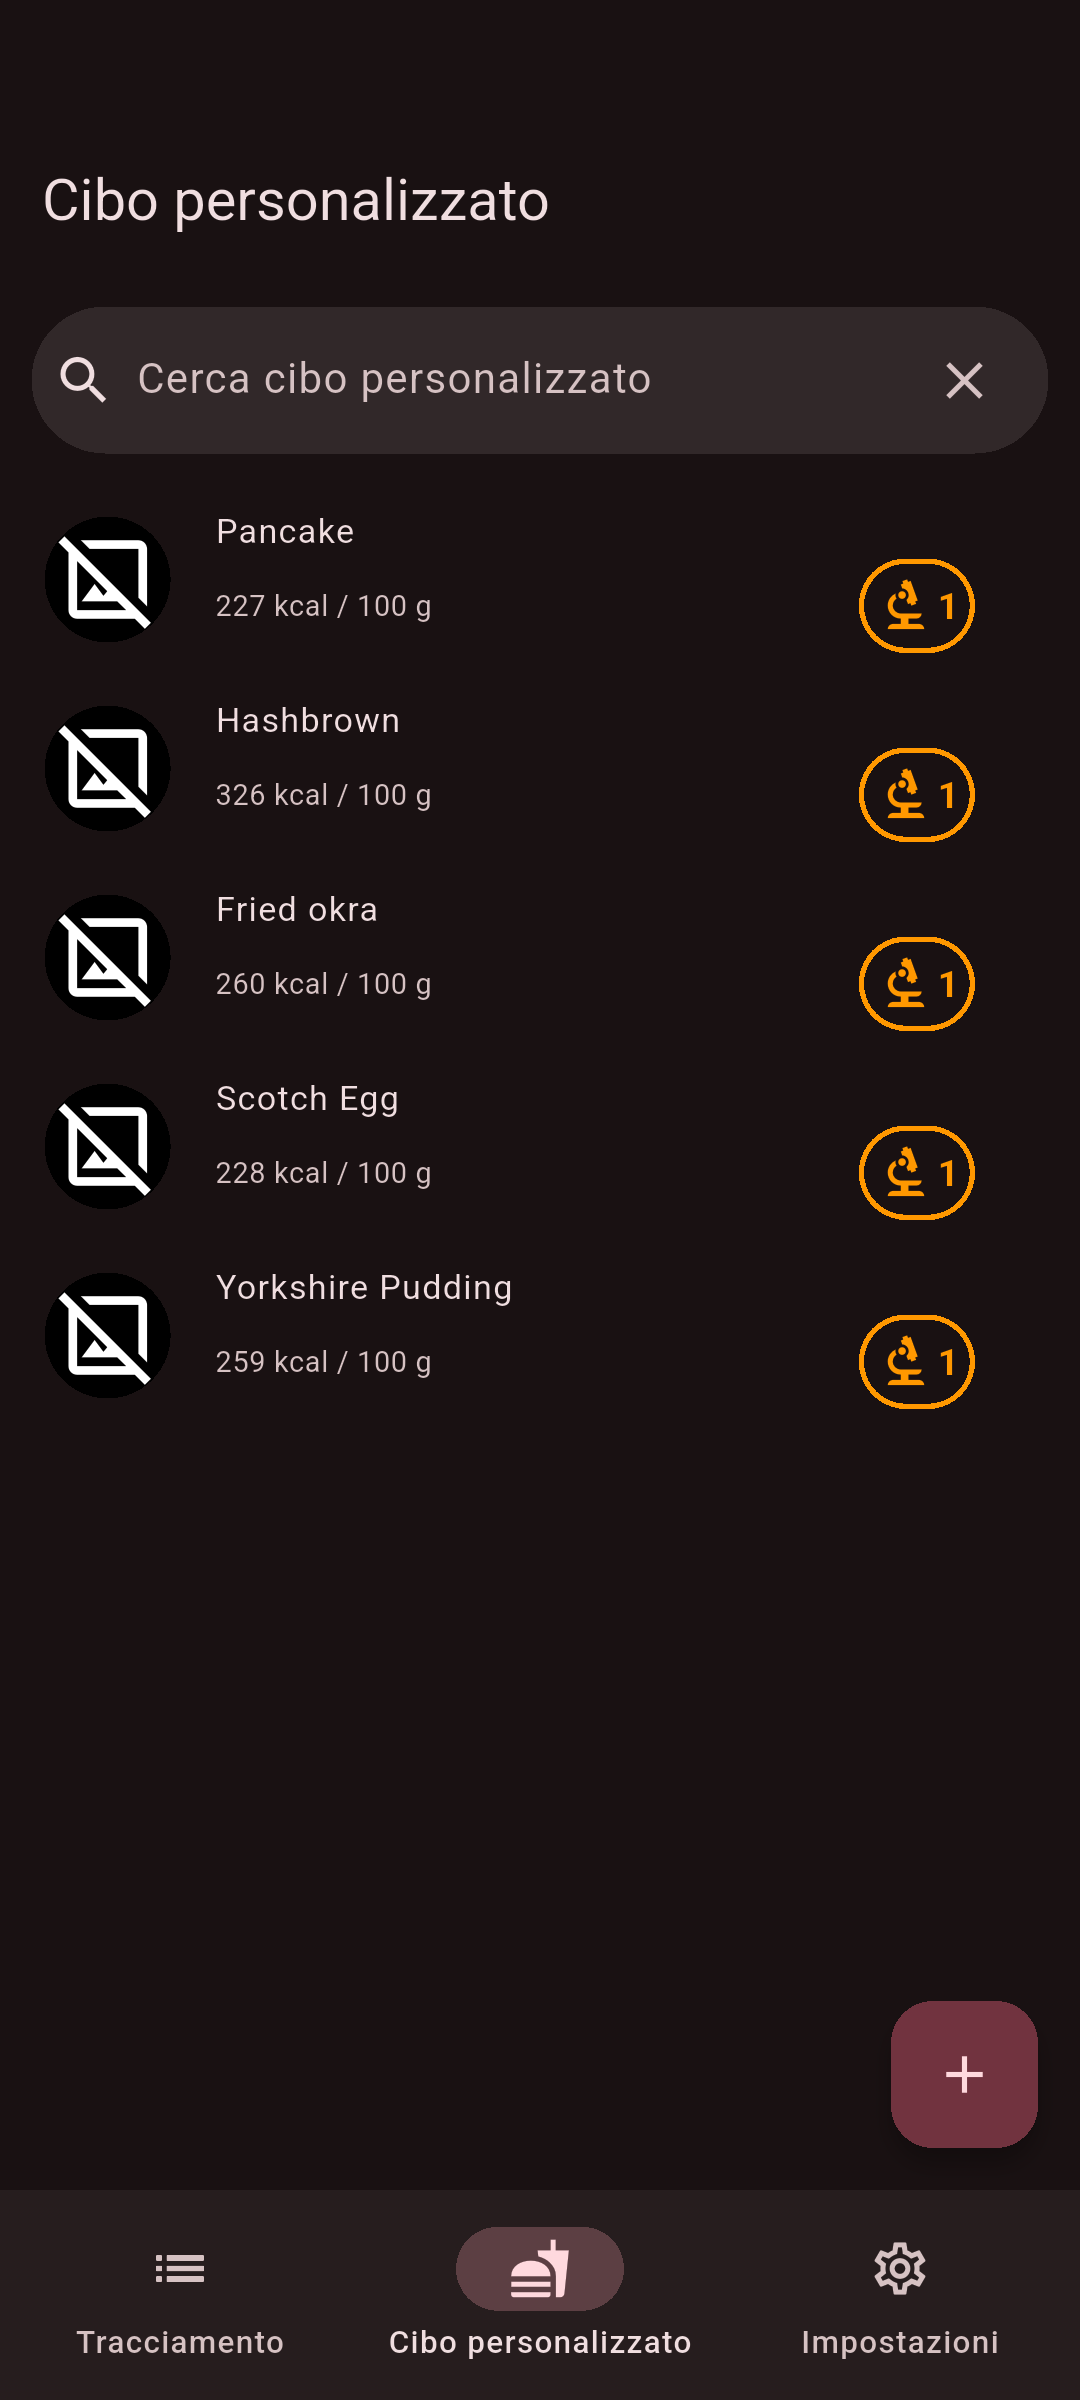 Cibo personalizzato
Cerca cibo personalizzato
Pancake
227 kcal / 100 g
1
Hashbrown
326 kcal / 100 g
1
Fried okra
260 kcal / 100 g
1
Scotch Egg
228 kcal / 100 g
1
Yorkshire Pudding
259 kcal / 100 g
1
Tracciamento
Cibo personalizzato
Impostazioni